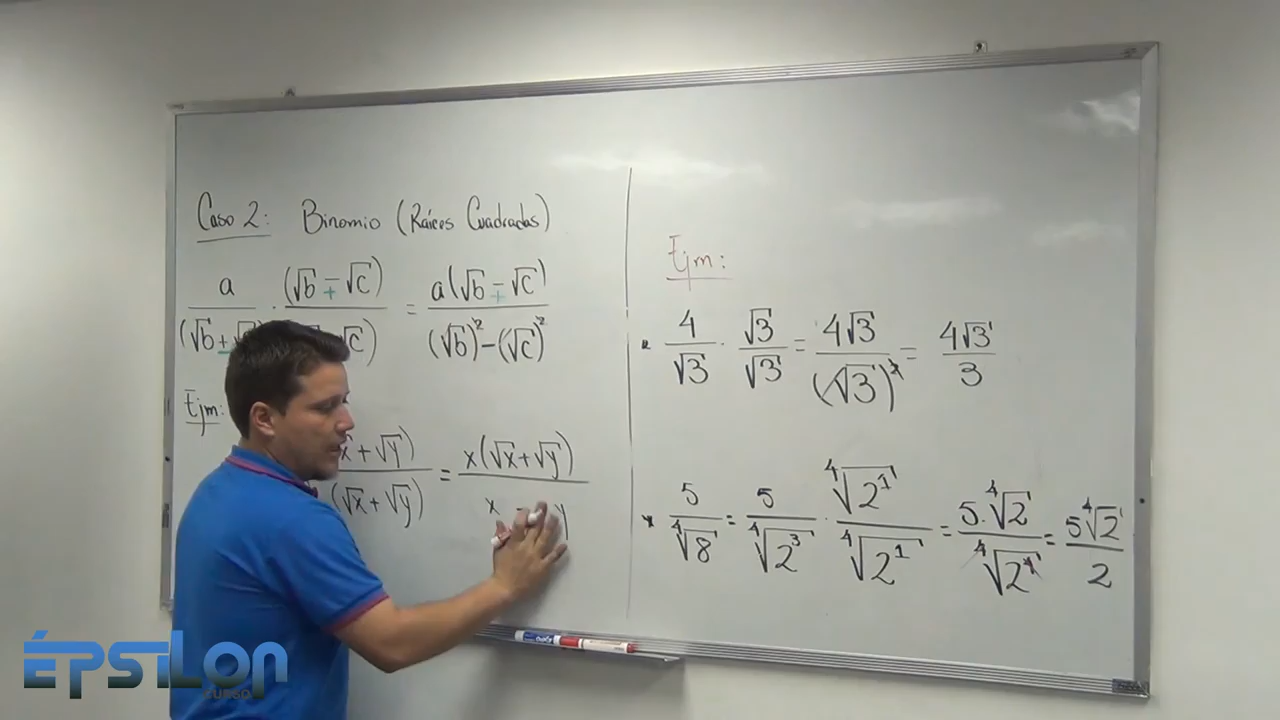 Caso 2: Binomio (Raíces Cuadradas)
a / (√b + · (√b ∓ √c) / √c) = a(√b ∓ √c) / (√b)² - (√c)²
Ejm:
x + √y) / (√x + √y) = x(√x + √y) / x - y
Ejm:
4/√3 · √3/√3 = 4√3/(√3)² = 4√3/3
5/⁴√8 = 5/⁴√2³ · ⁴√2¹/⁴√2¹ = 5·⁴√2/⁴√2⁴ = 5⁴√2/2
ÉPSILON
CURSO